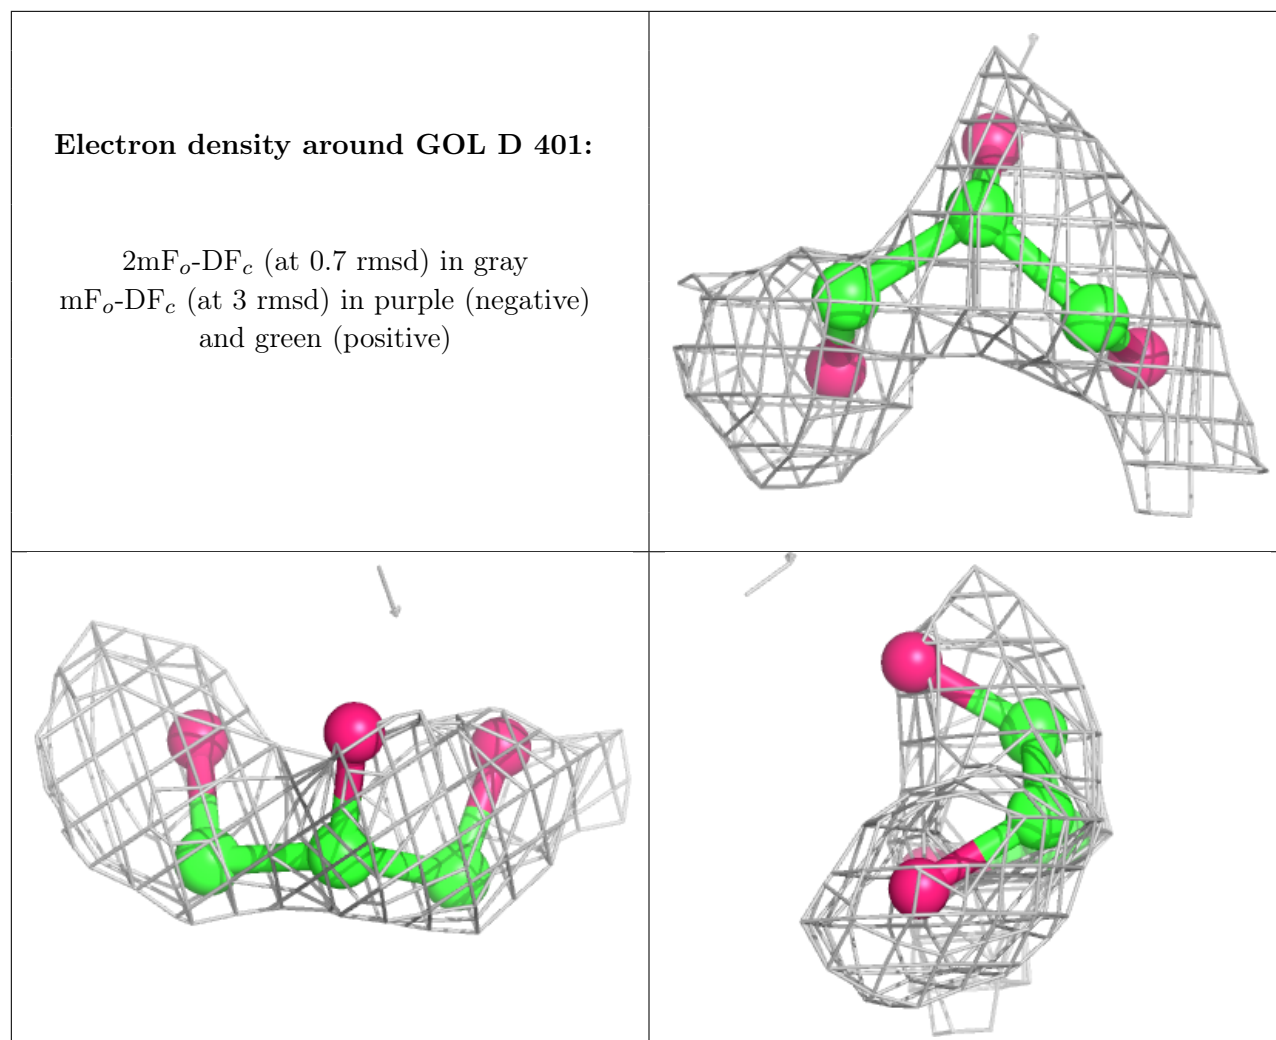 Electron density around GOL D 401:
2mFo-DFc (at 0.7 rmsd) in gray
mFo-DFc (at 3 rmsd) in purple (negative)
and green (positive)